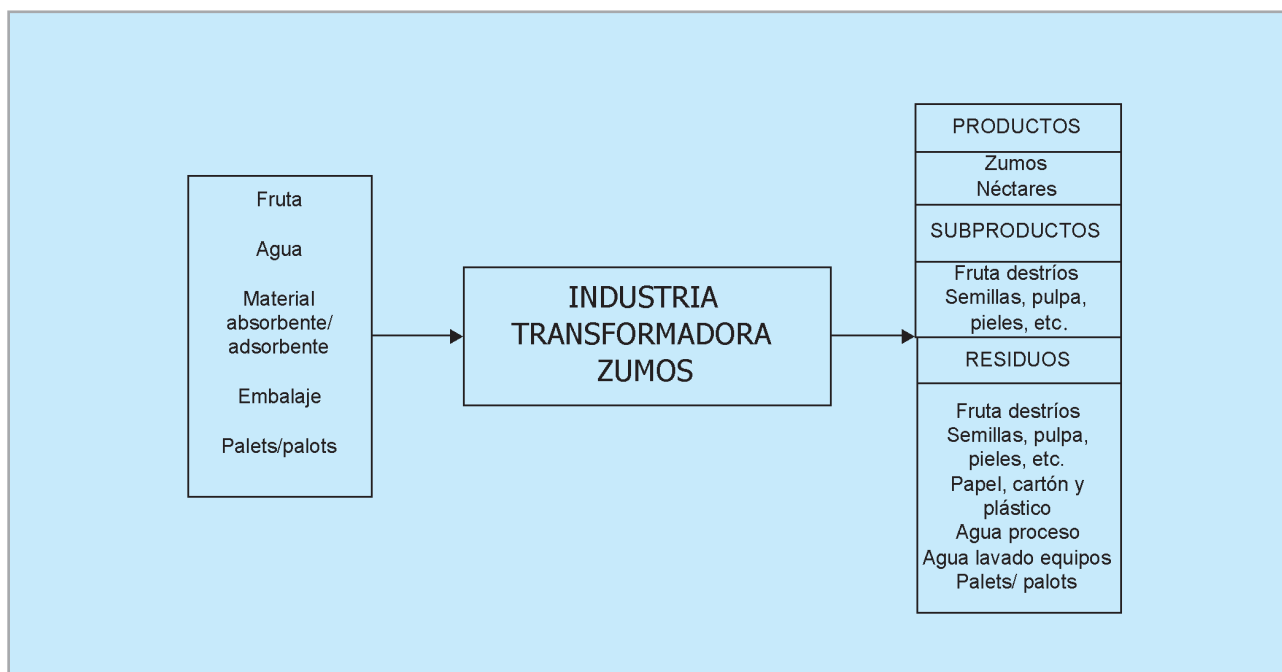 Fruta
Agua
Material
absorbente/
adsorbente
Embalaje
Palets/palots
INDUSTRIA
TRANSFORMADORA
ZUMOS
PRODUCTOS
Zumos
Néctares
SUBPRODUCTOS
Fruta destríos
Semillas, pulpa,
pieles, etc.
RESIDUOS
Fruta destríos
Semillas, pulpa,
pieles, etc.
Papel, cartón y
plástico
Agua proceso
Agua lavado equipos
Palets/ palots